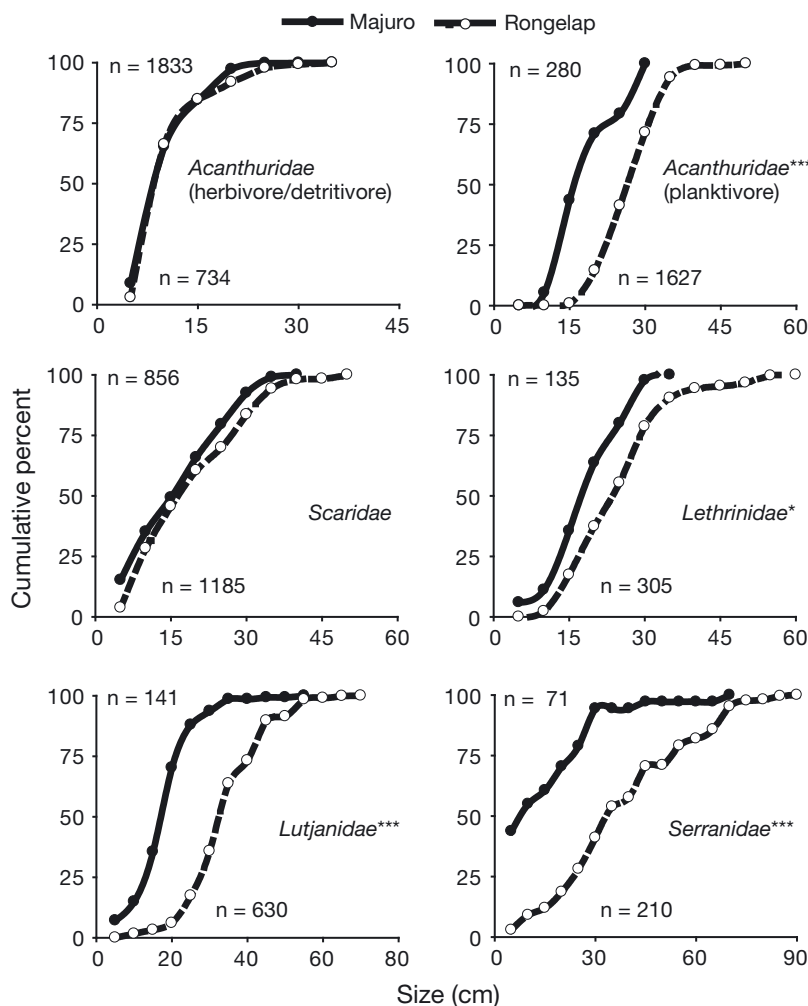 Majuro Rongelap
n = 1833
Acanthuridae
(herbivore/detritivore)
n = 734
100
75
50
25
0
0 15 30 45
n = 280
Acanthuridae***
(planktivore)
n = 1627
100
75
50
25
0
0 15 30 45 60
Cumulative percent
n = 856
Scaridae
n = 1185
100
75
50
25
0
0 15 30 45 60
n = 135
Lethrinidae*
n = 305
100
75
50
25
0
0 15 30 45 60
n = 141
Lutjanidae***
n = 630
100
75
50
25
0
0 20 40 60 80
n = 71
Serranidae***
n = 210
100
75
50
25
0
0 30 60 90
Size (cm)